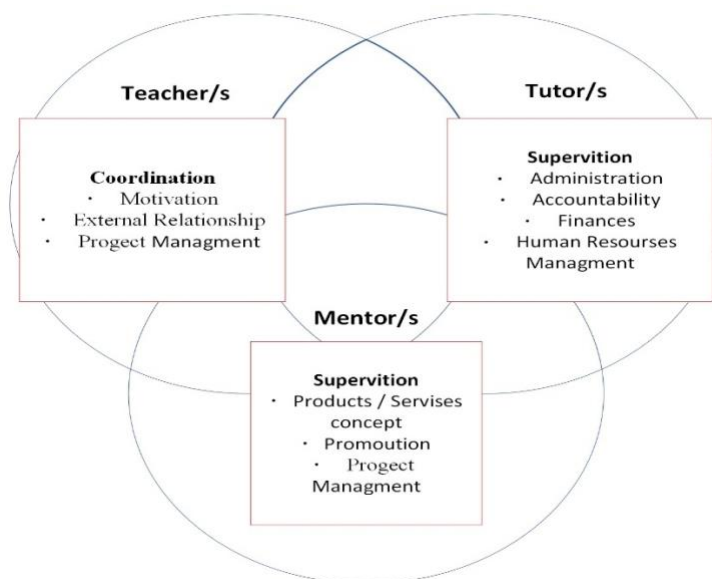 Teacher/s
Coordination
· Motivation
· External Relationship
· Progect Managment
Tutor/s
Supervition
· Administration
· Accountability
· Finances
· Human Resourses
Managment
Mentor/s
Supervition
· Products / Servises
concept
· Promoution
· Progect
Managment